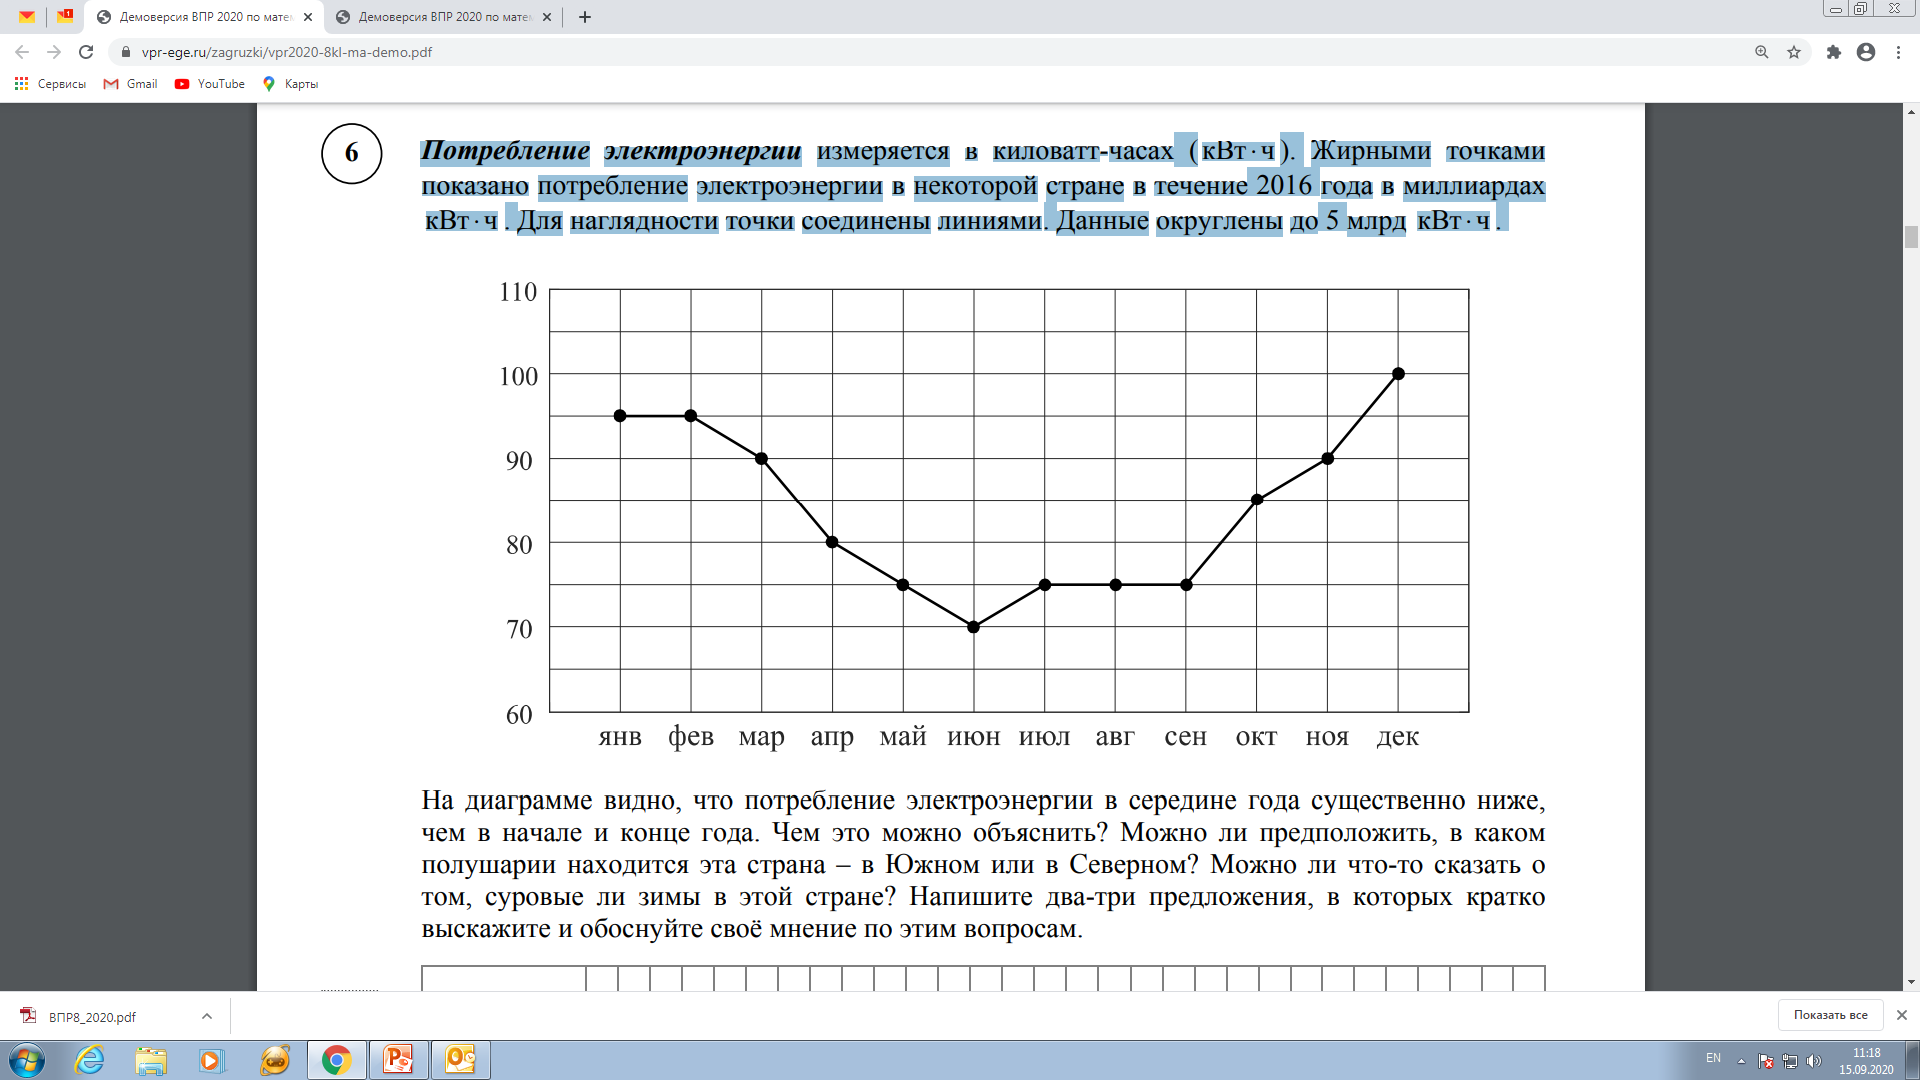 Демоверсия ВПР 2020 по матем
Демоверсия ВПР 2020 по матем
vpr-ege.ru/zagruzki/vpr2020-8kl-ma-demo.pdf
Сервисы Gmail YouTube Карты
6
Потребление электроэнергии измеряется в киловатт-часах (кВт·ч). Жирными точками
показано потребление электроэнергии в некоторой стране в течение 2016 года в миллиардах
кВт·ч. Для наглядности точки соединены линиями. Данные округлены до 5 млрд кВт·ч.
110
100
90
80
70
60
янв фев мар апр май июн июл авг сен окт ноя дек
На диаграмме видно, что потребление электроэнергии в середине года существенно ниже,
чем в начале и конце года. Чем это можно объяснить? Можно ли предположить, в каком
полушарии находится эта страна – в Южном или в Северном? Можно ли что-то сказать о
том, суровые ли зимы в этой стране? Напишите два-три предложения, в которых кратко
выскажите и обоснуйте своё мнение по этим вопросам.
ВПР8_2020.pdf
Показать все
EN
11:18
15.09.2020